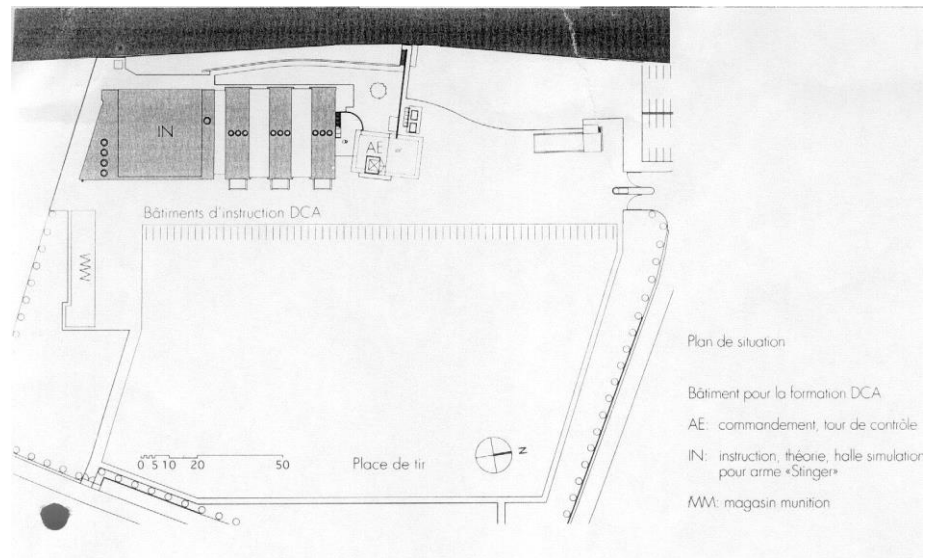 IN
AE
Bâtiments d'instruction DCA
MM
0 5 10 20 50
Place de tir
N
Plan de situation
Bâtiment pour la formation DCA
AE: commandement, tour de contrôle
IN: instruction, théorie, halle simulation
pour arme «Stinger»
MM: magasin munition